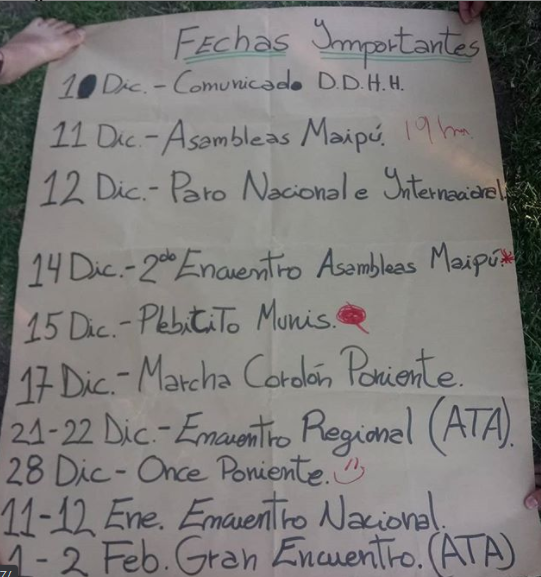 Fechas Importantes
10 Dic. - Comunicado D.D.H.H.
11 Dic. - Asambleas Maipú. 19 hrs.
12 Dic. - Paro Nacional e Internacional.
14 Dic. - 2do Encuentro Asambleas Maipú*
15 Dic. - PlebiciTo Munis.
17 Dic. - Marcha Cordón Poniente.
21-22 Dic. - Encuentro Regional (ATA).
28 Dic - Once Poniente.
11-12 Ene. Encuentro Nacional.
1 - 2 Feb. Gran Encuentro. (ATA)